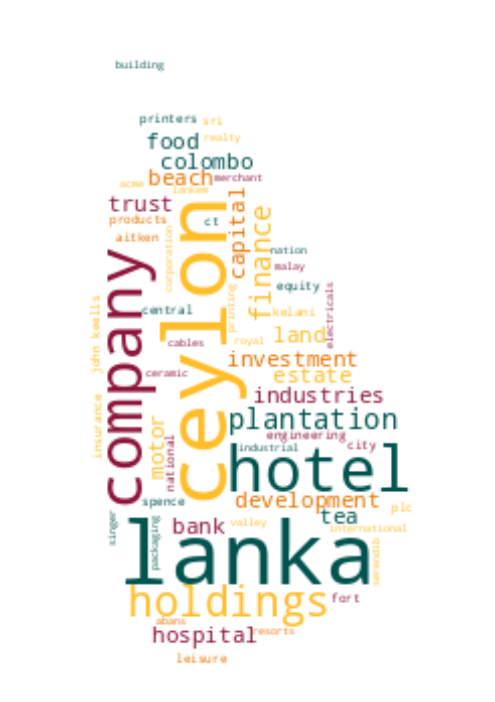 building
printers
sri
food
realty
colombo
beach
merchant
acme
lankem
trust
capital
ceylon
products
ct
finance
aitken
corporation
company
nation
malay
equity
printing
electricals
john keells
central
kelani
land
royal
cables
investment
ceramic
estate
industries
insurance
motor
plantation
national
engineering
industrial
city
hotel
development
spence
plc
singer
packaging
tea
bank
valley
international
lanka
serendib
holdings
fort
abans
hospital
resorts
leisure